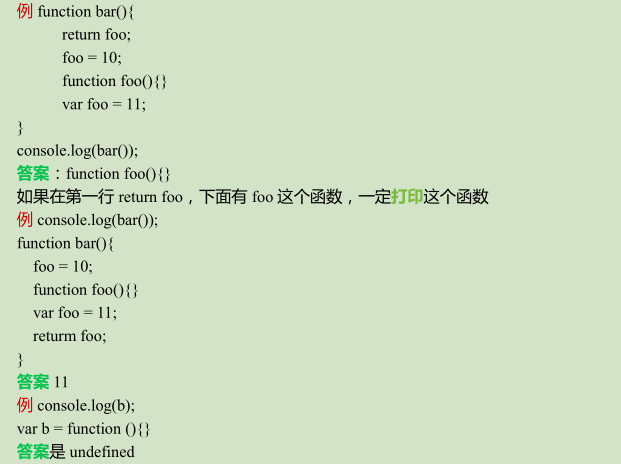 例 function bar(){
return foo;
foo = 10;
function foo(){}
var foo = 11;
}
console.log(bar());
答案：function foo(){}
如果在第一行 return foo，下面有 foo 这个函数，一定打印这个函数
例 console.log(bar());
function bar(){
foo = 10;
function foo(){}
var foo = 11;
returm foo;
}
答案 11
例 console.log(b);
var b = function (){}
答案是 undefined